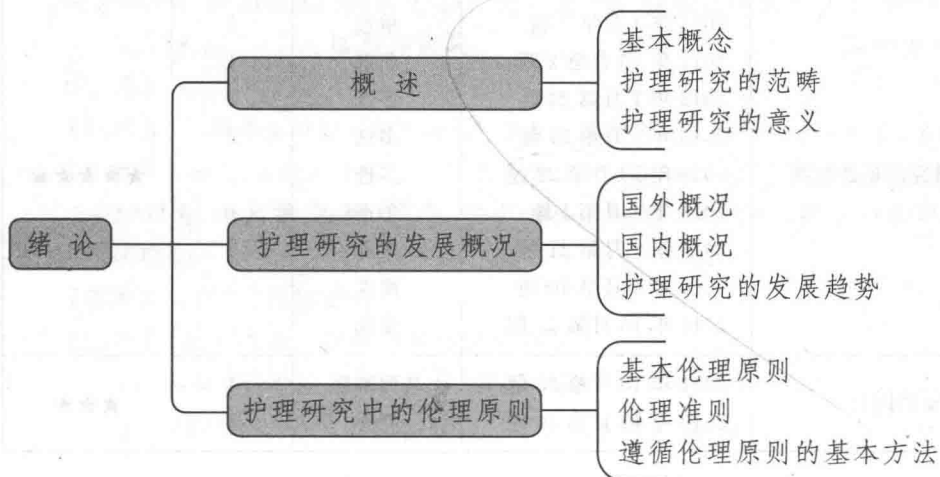 绪 论
概 述
基本概念
护理研究的范畴
护理研究的意义
护理研究的发展概况
国外概况
国内概况
护理研究的发展趋势
护理研究中的伦理原则
基本伦理原则
伦理准则
遵循伦理原则的基本方法